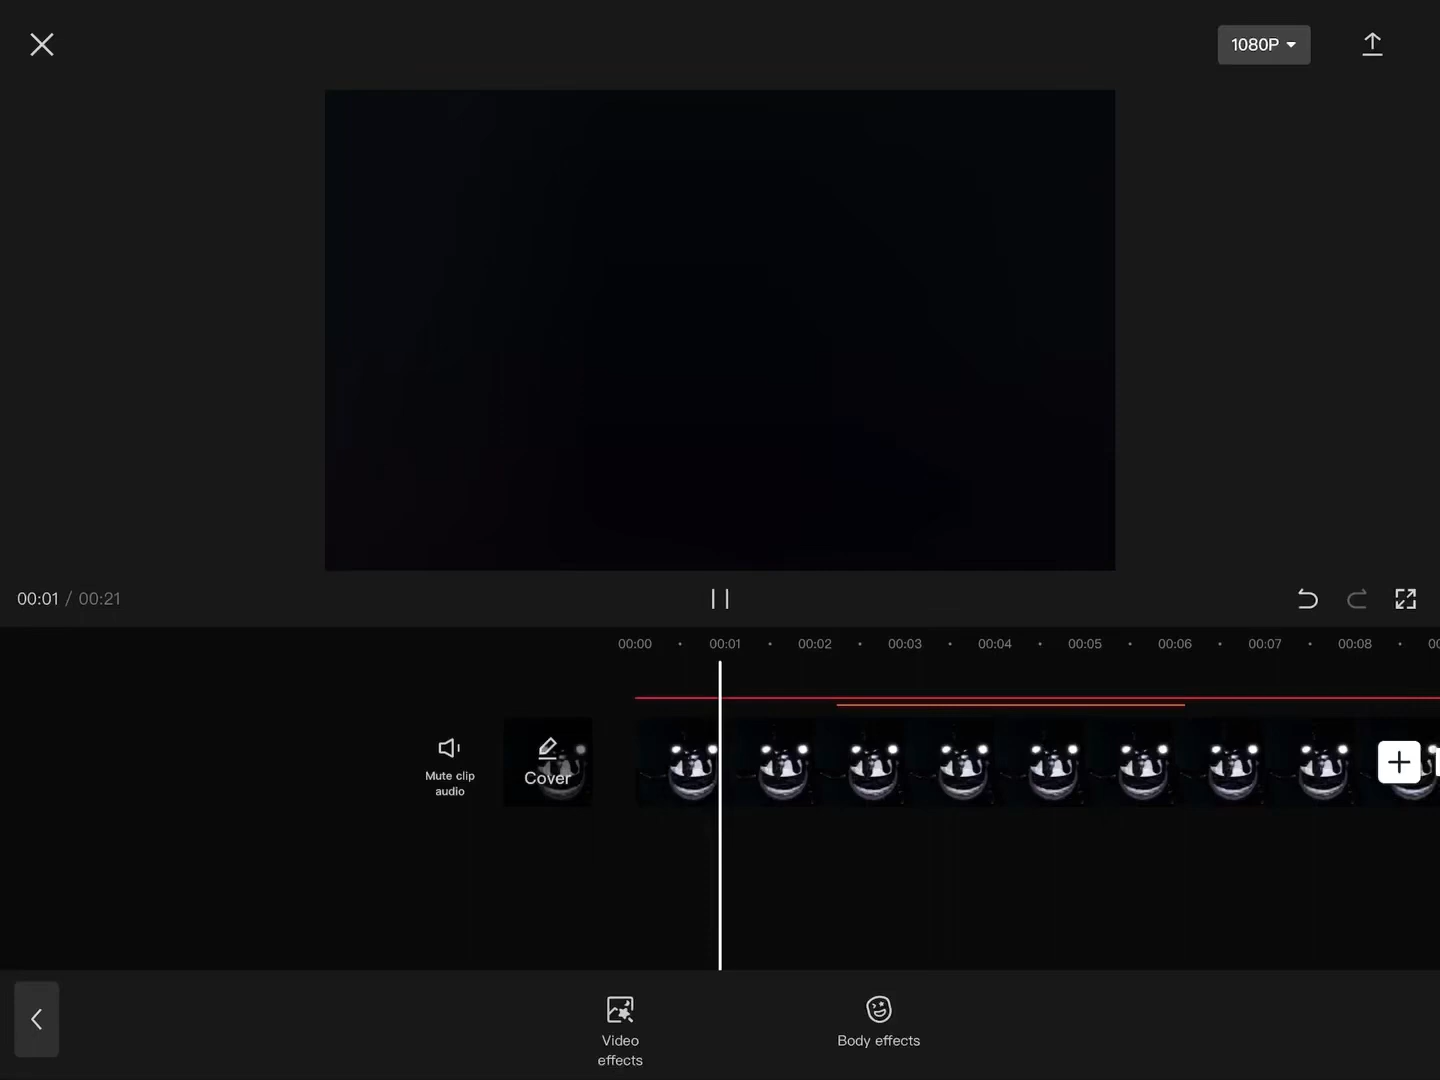 1080P
00:01 / 00:21
00:00 00:01 00:02 00:03 00:04 00:05 00:06 00:07 00:08
Mute clip
audio
Cover
Video
effects
Body effects